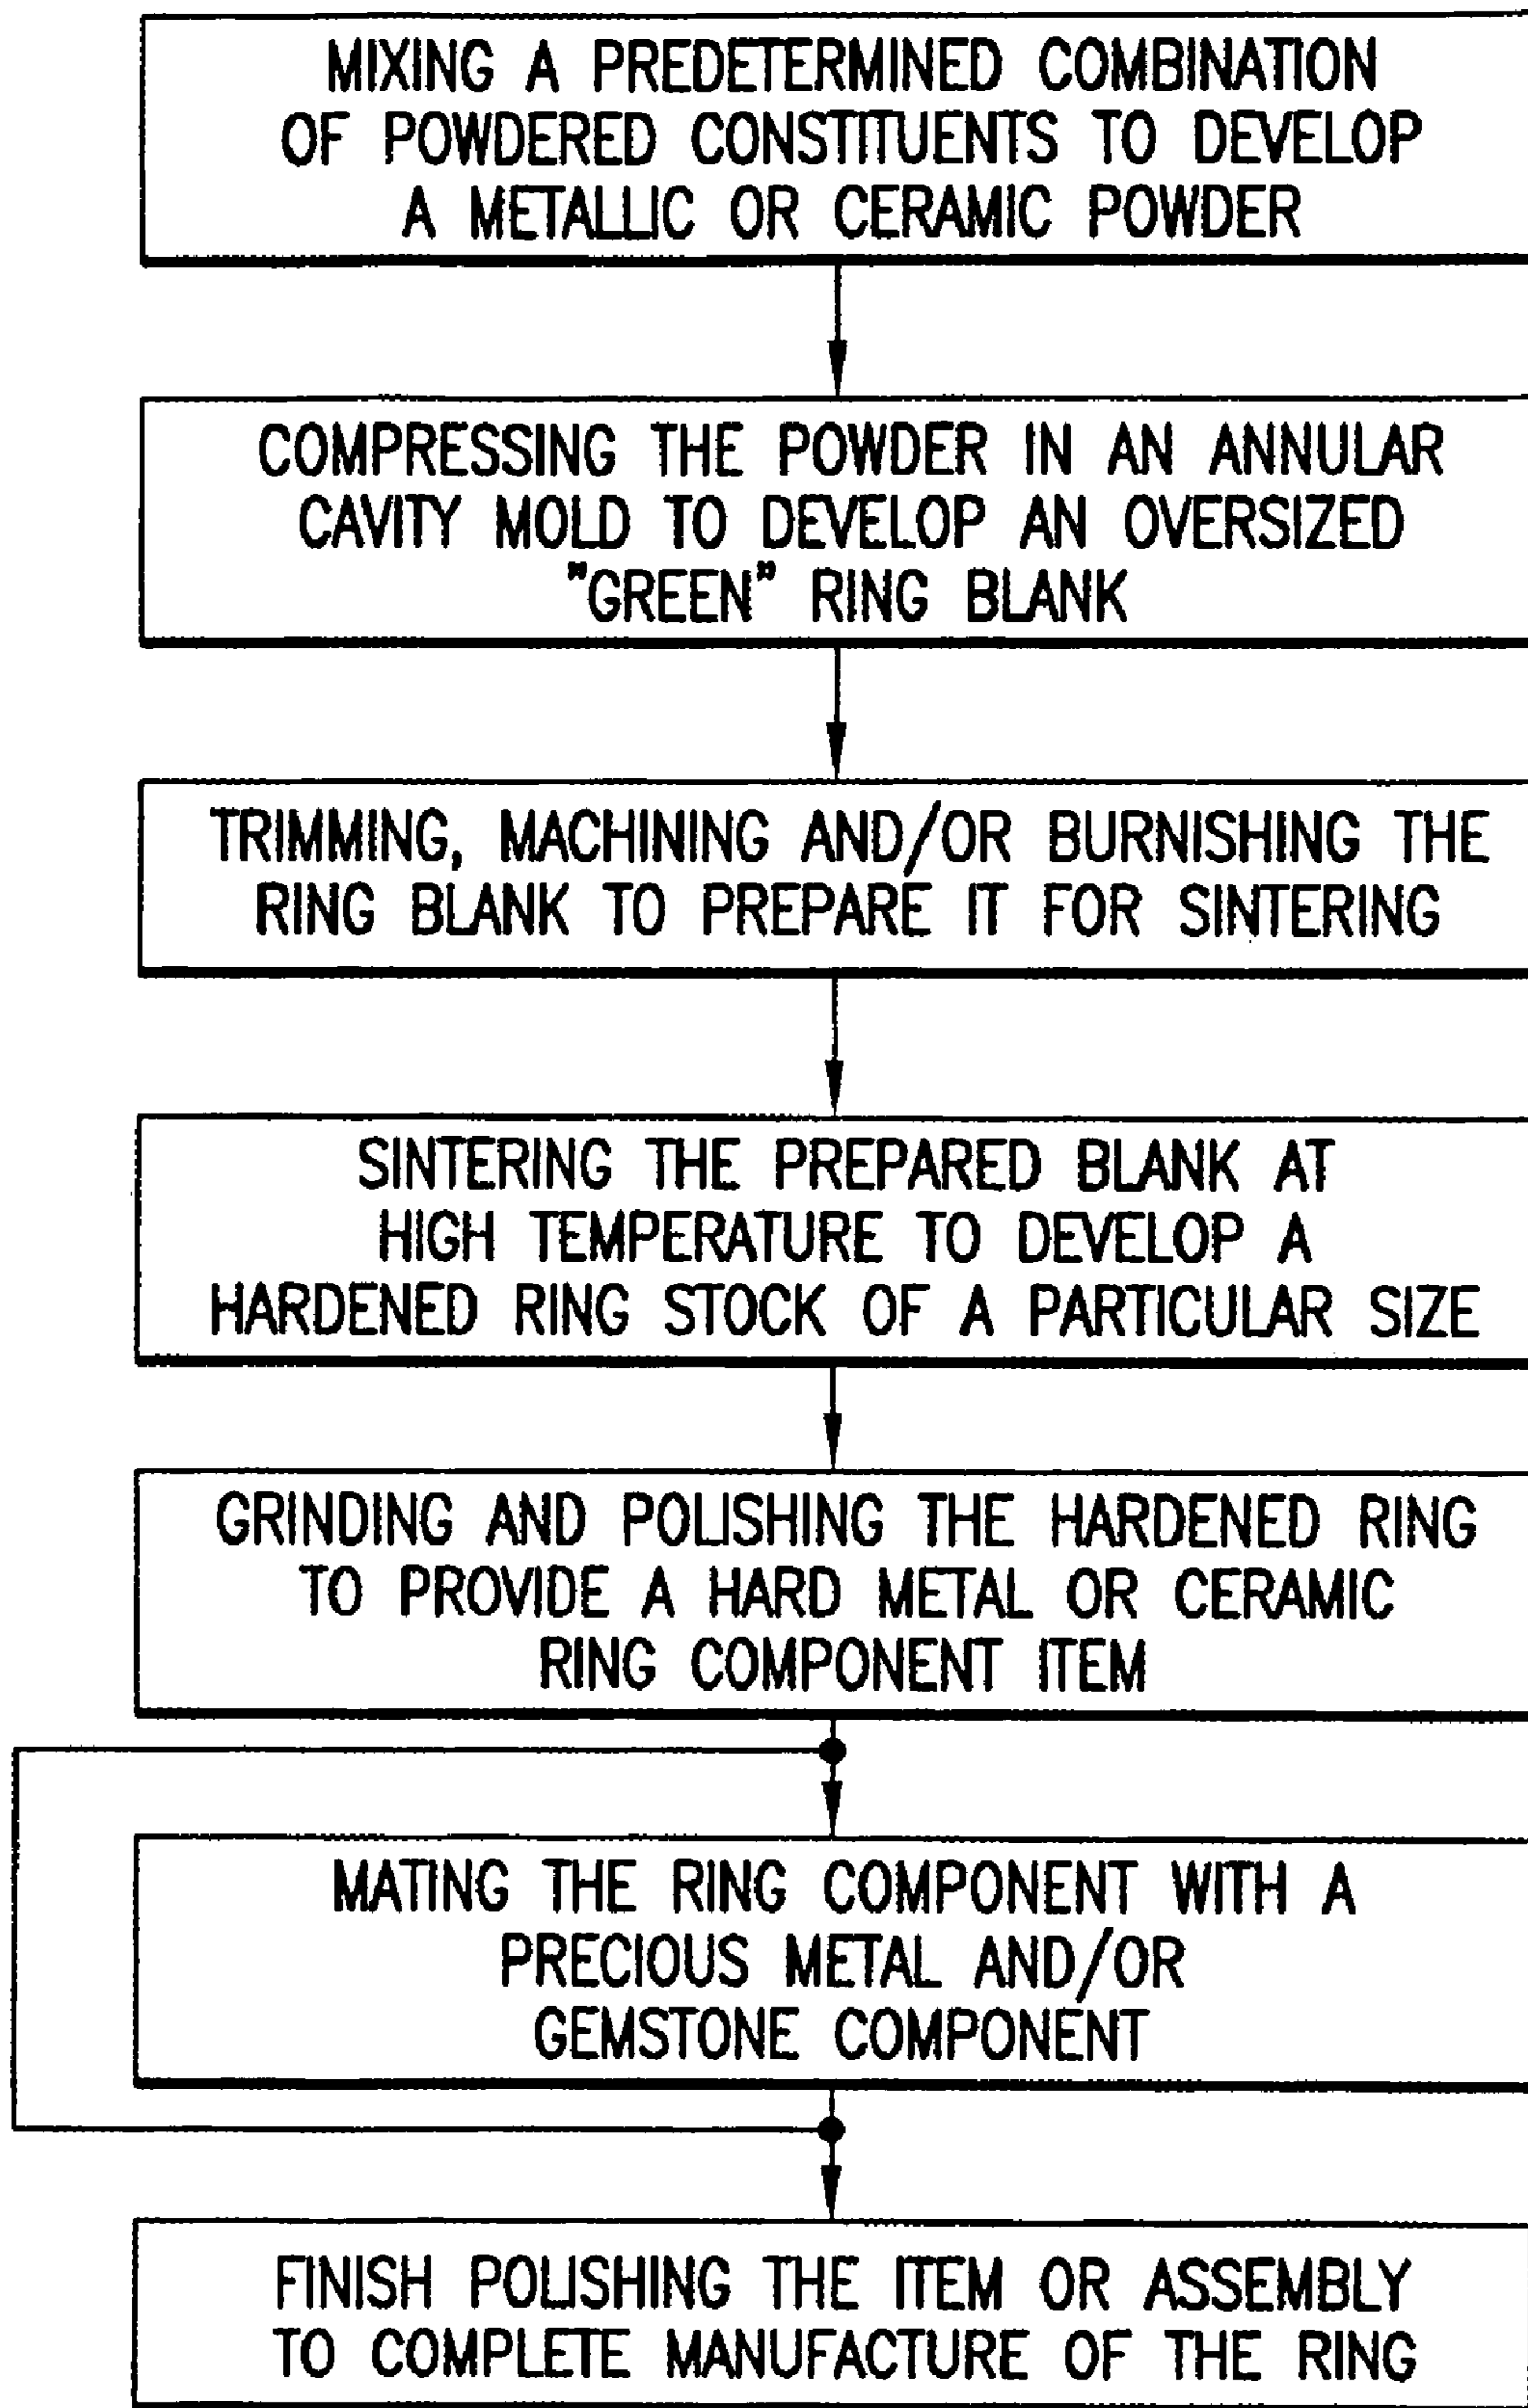 MIXING A PREDETERMINED COMBINATION
OF POWDERED CONSTITUENTS TO DEVELOP
A METALLIC OR CERAMIC POWDER
COMPRESSING THE POWDER IN AN ANNULAR
CAVITY MOLD TO DEVELOP AN OVERSIZED
"GREEN" RING BLANK
TRIMMING, MACHINING AND/OR BURNISHING THE
RING BLANK TO PREPARE IT FOR SINTERING
SINTERING THE PREPARED BLANK AT
HIGH TEMPERATURE TO DEVELOP A
HARDENED RING STOCK OF A PARTICULAR SIZE
GRINDING AND POLISHING THE HARDENED RING
TO PROVIDE A HARD METAL OR CERAMIC
RING COMPONENT ITEM
MATING THE RING COMPONENT WITH A
PRECIOUS METAL AND/OR
GEMSTONE COMPONENT
FINISH POLISHING THE ITEM OR ASSEMBLY
TO COMPLETE MANUFACTURE OF THE RING